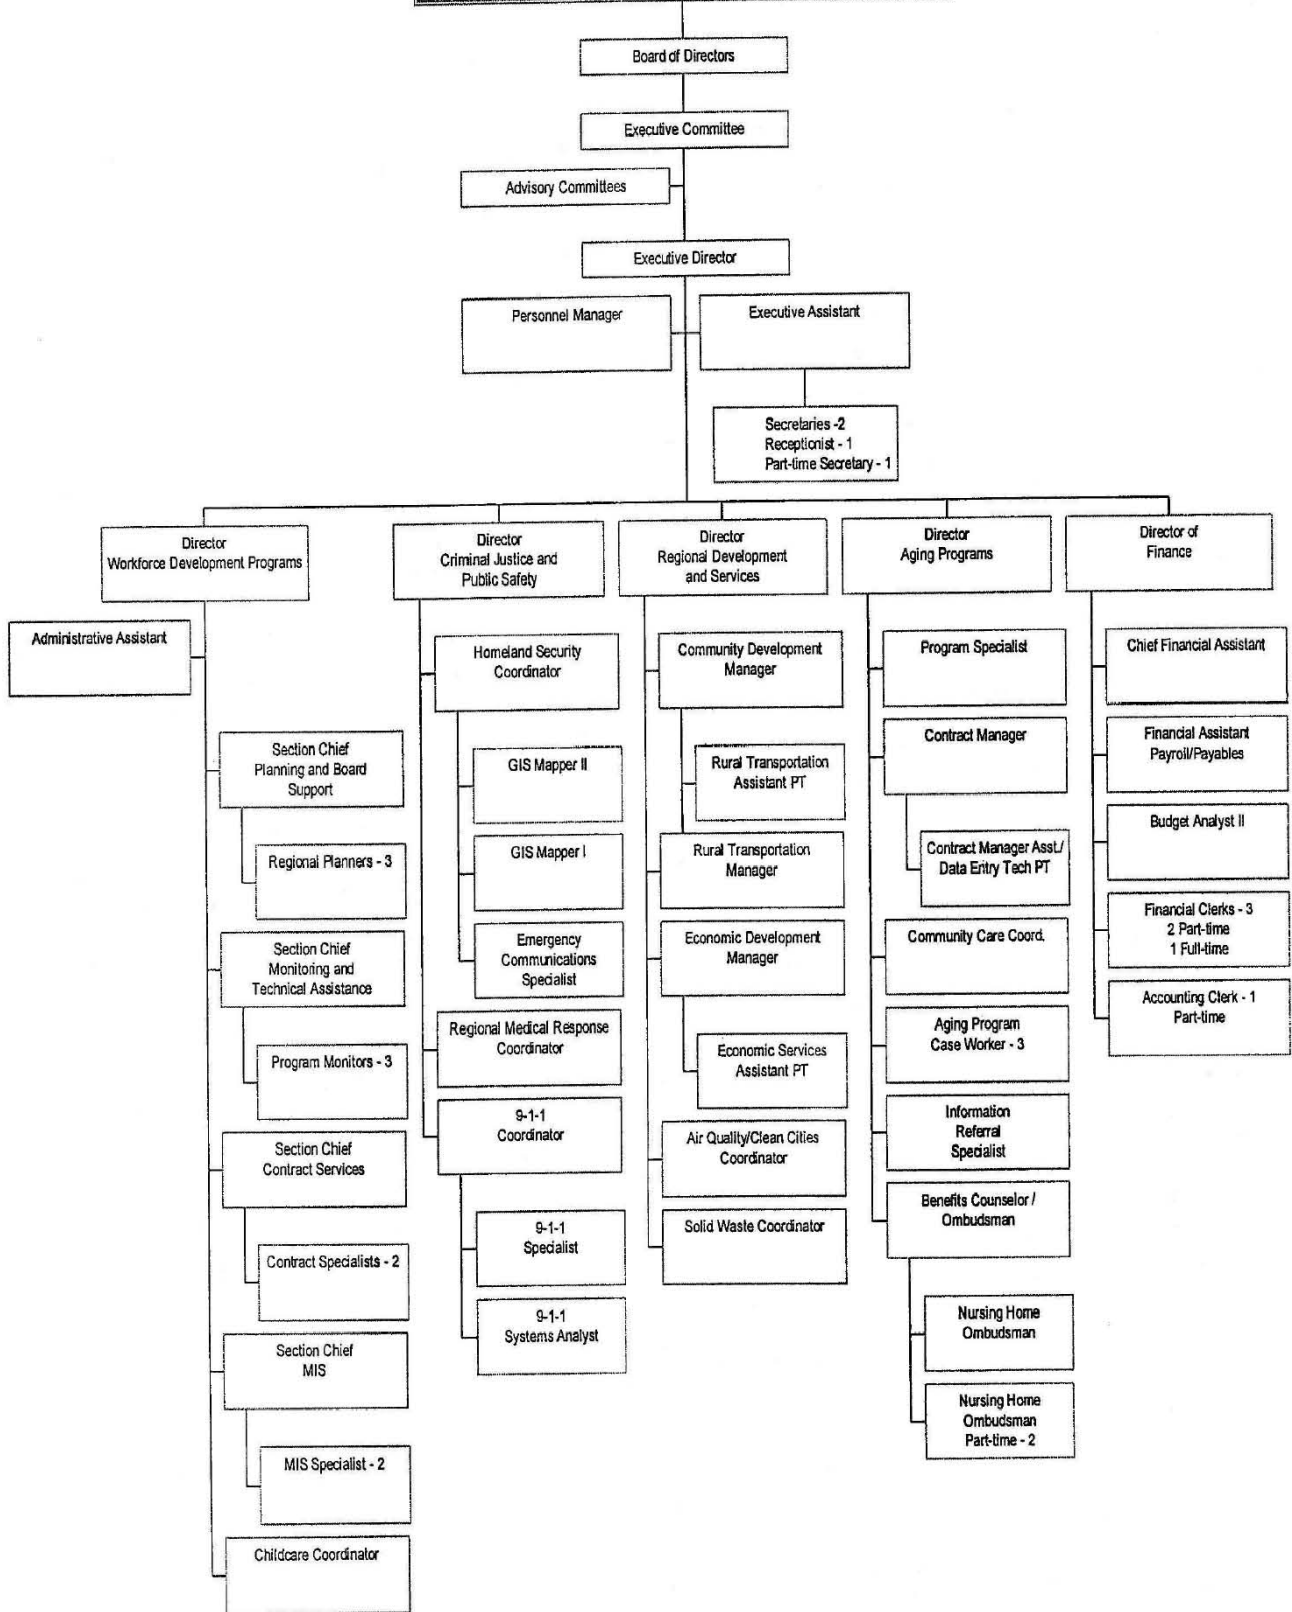 Board of Directors
Executive Committee
Advisory Committees
Executive Director
Personnel Manager
Executive Assistant
Secretaries -2
Receptionist - 1
Part-time Secretary - 1
Director
Workforce Development Programs
Administrative Assistant
Section Chief
Planning and Board
Support
Regional Planners - 3
Section Chief
Monitoring and
Technical Assistance
Program Monitors - 3
Section Chief
Contract Services
Contract Specialists - 2
Section Chief
MIS
MIS Specialist - 2
Childcare Coordinator
Director
Criminal Justice and
Public Safety
Homeland Security
Coordinator
GIS Mapper II
GIS Mapper I
Emergency
Communications
Specialist
Regional Medical Response
Coordinator
9-1-1
Coordinator
9-1-1
Specialist
9-1-1
Systems Analyst
Director
Regional Development
and Services
Community Development
Manager
Rural Transportation
Assistant PT
Rural Transportation
Manager
Economic Development
Manager
Economic Services
Assistant PT
Air Quality/Clean Cities
Coordinator
Solid Waste Coordinator
Director
Aging Programs
Program Specialist
Contract Manager
Contract Manager Asst./
Data Entry Tech PT
Community Care Coord.
Aging Program
Case Worker - 3
Information
Referral
Specialist
Benefits Counselor /
Ombudsman
Nursing Home
Ombudsman
Nursing Home
Ombudsman
Part-time - 2
Director of
Finance
Chief Financial Assistant
Financial Assistant
Payroll/Payables
Budget Analyst II
Financial Clerks - 3
2 Part-time
1 Full-time
Accounting Clerk - 1
Part-time